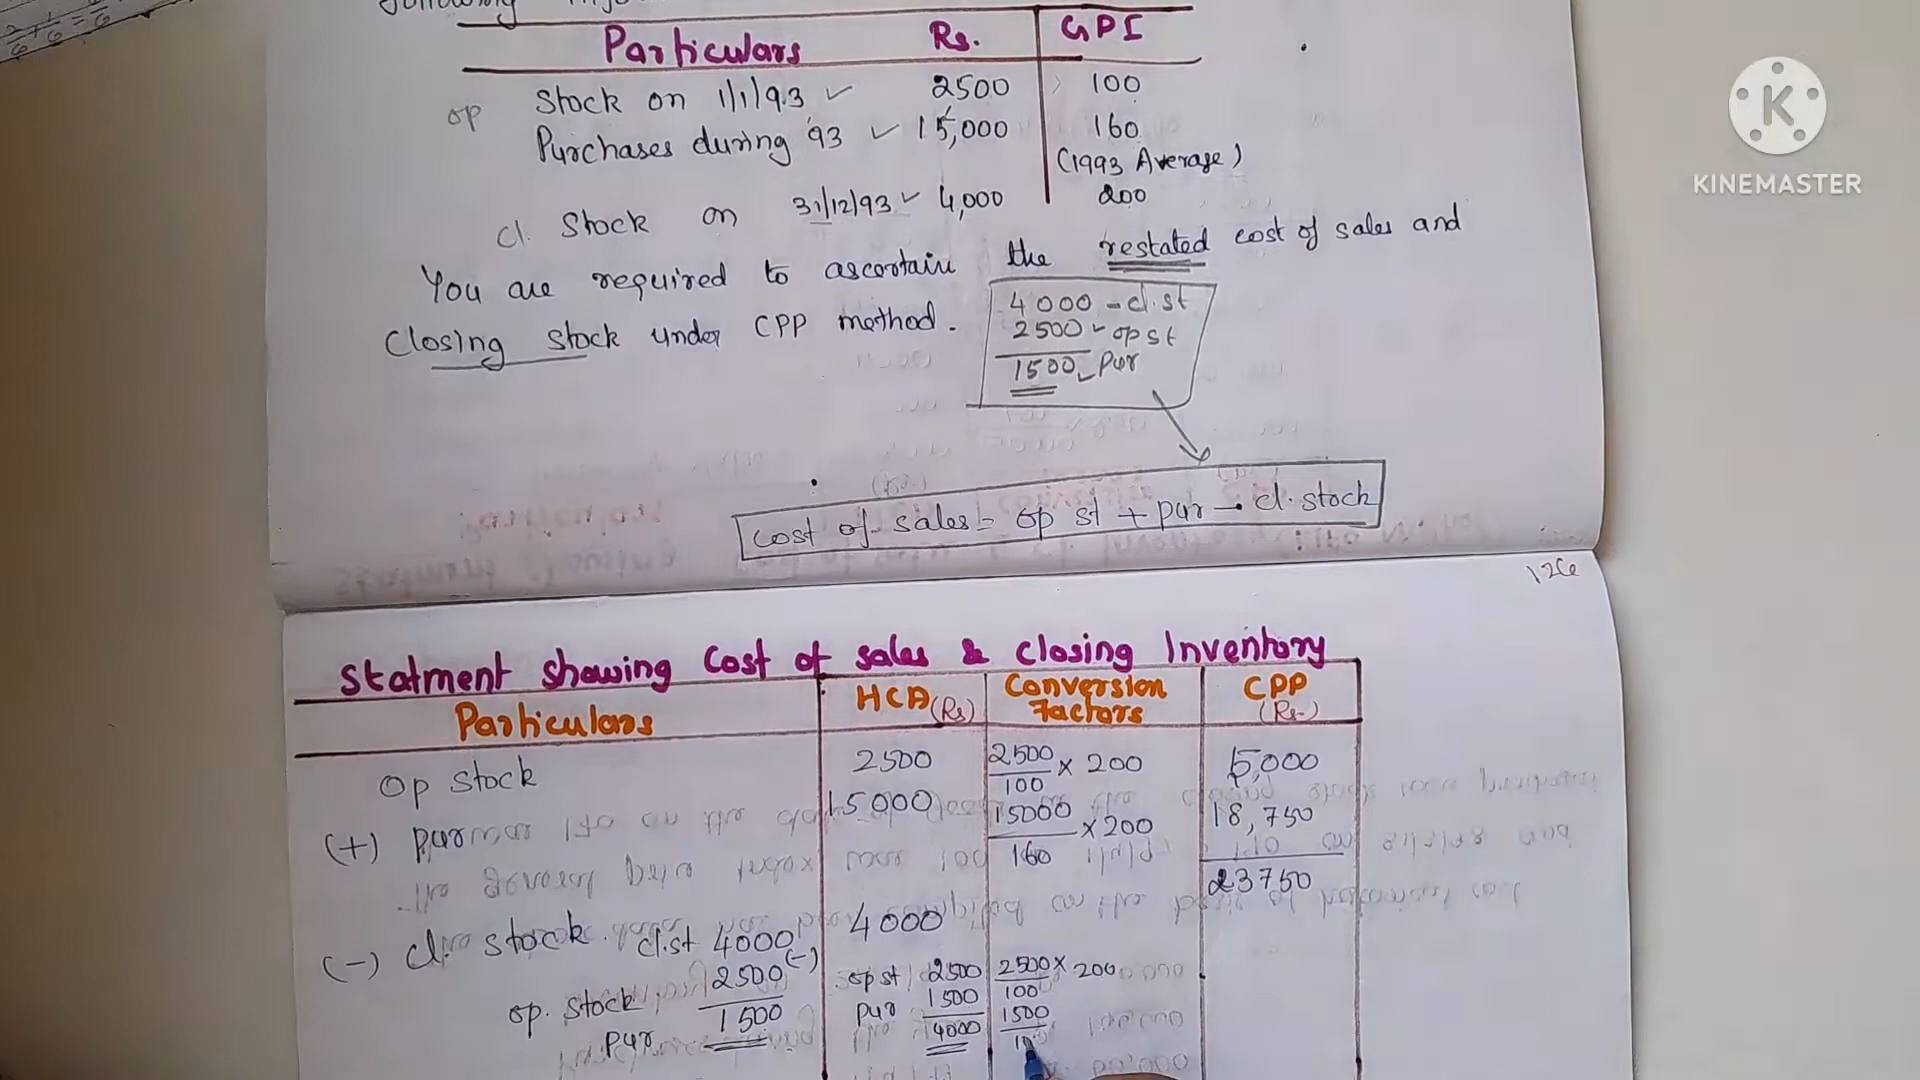 following
Particulars Rs. GPI
op Stock on 1/1/93 ✓ 2500 100
Purchases during '93 ✓ 15,000 160
(1993 Average)
cl. Stock on 31/12/93 ✓ 4,000 200
You are required to ascertain the restated cost of sales and
closing stock under CPP method.
4000 - cl.st
2500 - op st
1500 - pur
cost of sales = op st + pur - cl. stock
126
Statment showing Cost of sales & closing Inventory
Particulars HCA (Rs) Conversion Factors CPP (Rs.)
Op stock 2500 2500/100 × 200 5,000
(+) pur 15000 15000/160 × 200 18,750
23750
(-) cl. stock. 4000
cl.st 4000
op. stock 2500 (-)
pur 1500
op st 2500 2500/100 × 200
pur 1500 1500
4000
KINEMASTER